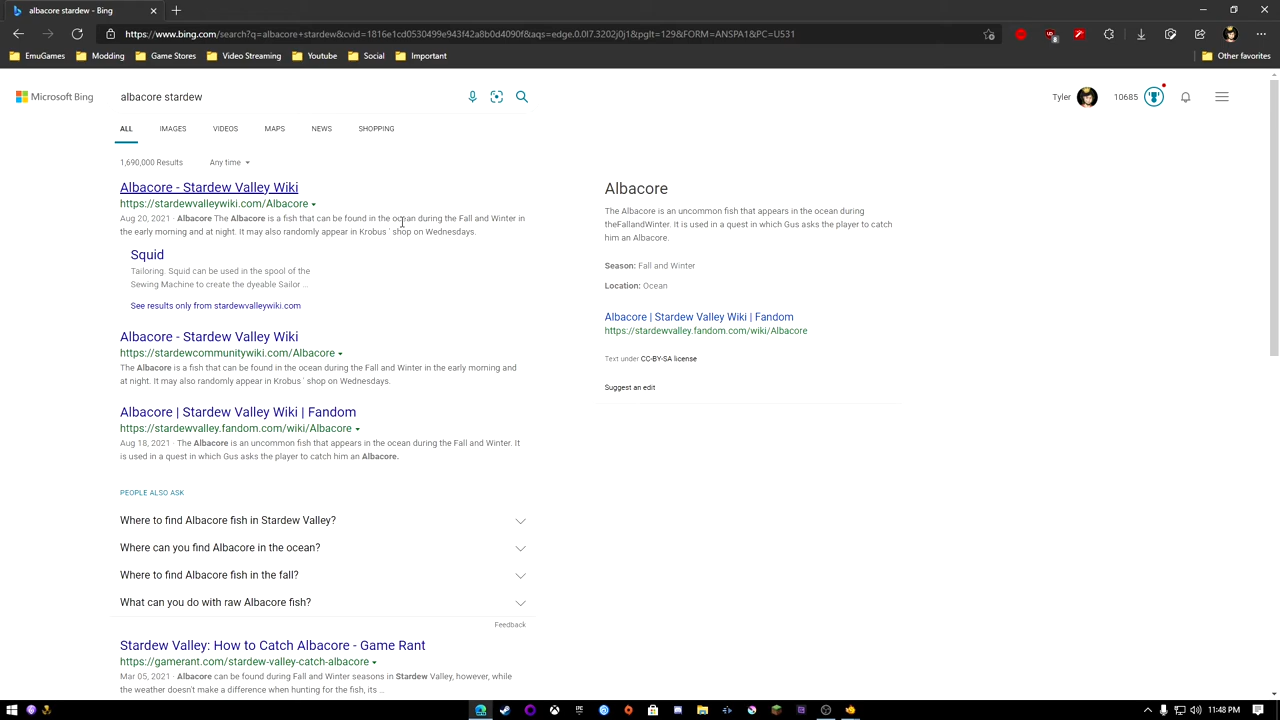 https://www.bing.com/search?q=albacore+stardew&cvid=1816e1cd0530499e943f42a8b0d4090f&aqs=edge.0.0l7.3202j0j1&pglt=129&FORM=ANSPA1&PC=U531
EmuGames Modding Stardew Valley Game Stores Youtube Social Streaming Services Other favorites
Microsoft Bing albacore stardew Tyler 10685
ALL IMAGES VIDEOS MAPS NEWS SHOPPING
1,690,000 Results Any time
Albacore - Stardew Valley Wiki
https://stardewvalleywiki.com/Albacore
Aug 20, 2021 · Albacore The Albacore is a fish that can be found in the ocean during the Fall and Winter in
the early morning and at night. It may also randomly appear in Krobus ' shop on Wednesdays.
Squid
Tailoring. Squid can be used in the spool of the
Sewing Machine to create the dyeable Sailor ...
See results only from stardewvalleywiki.com
Albacore - Stardew Valley Wiki
https://stardewcommunitywiki.com/Albacore
The Albacore is a fish that can be found in the ocean during the Fall and Winter in the early morning and
at night. It may also randomly appear in Krobus ' shop on Wednesdays.
Albacore | Stardew Valley Wiki | Fandom
https://stardewvalley.fandom.com/wiki/Albacore
Aug 18, 2021 · The Albacore is an uncommon fish that appears in the ocean during the Fall and Winter. It
is used in a quest in which Gus asks the player to catch him an Albacore.
PEOPLE ALSO ASK
Where to find Albacore fish in Stardew Valley?
Where can you find Albacore in the ocean?
Where to find Albacore fish in the fall?
What can you do with raw Albacore fish?
Feedback
Stardew Valley: How to Catch Albacore - Game Rant
https://gamerant.com/stardew-valley-catch-albacore
Mar 05, 2021 · Albacore can be found during Fall and Winter seasons in Stardew Valley, however, while
the weather doesn't make a difference when hunting for the fish, its ...
Albacore
The Albacore is an uncommon fish that appears in the ocean during
theFallandWinter. It is used in a quest in which Gus asks the player to catch
him an Albacore.
Season: Fall and Winter
Location: Ocean
Albacore | Stardew Valley Wiki | Fandom
https://stardewvalley.fandom.com/wiki/Albacore
Text under CC-BY-SA license
Suggest an edit
11:48 PM 11:48 PM